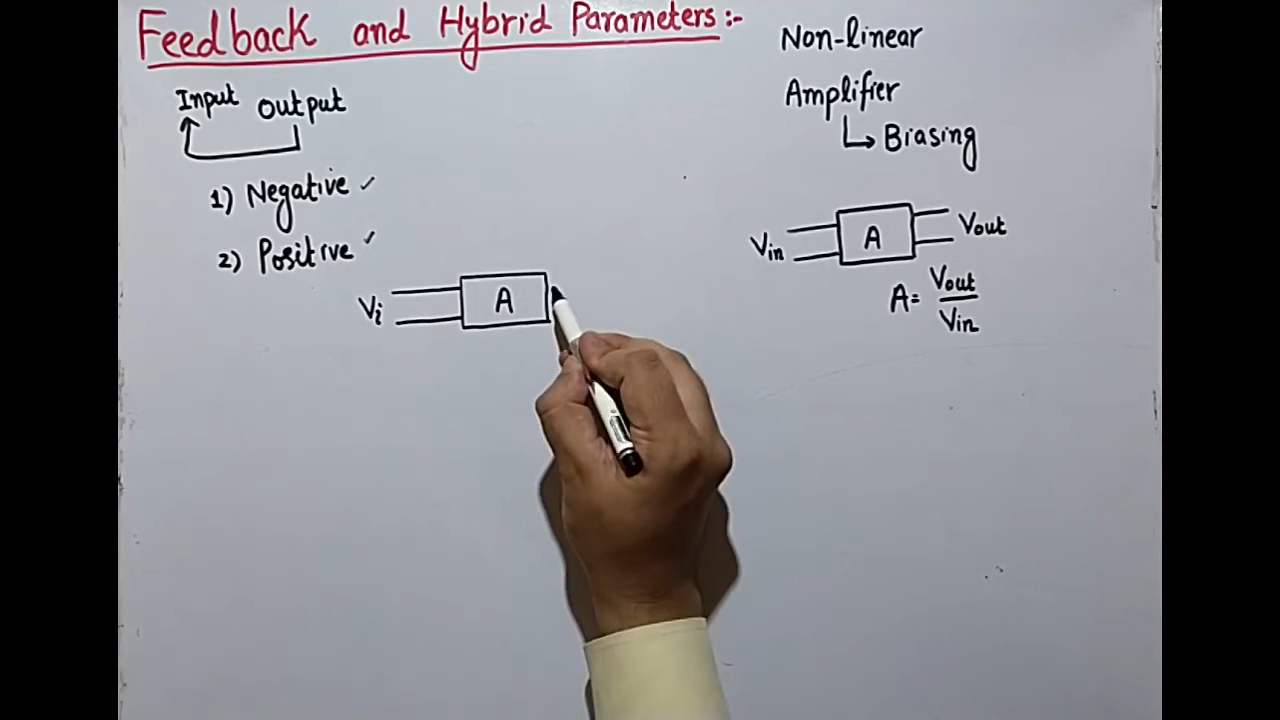 Feedback and Hybrid Parameters:-
Input Output
1) Negative ✓
2) Positive ✓
Vi A
Non-linear
Amplifier
↳ Biasing
Vin A Vout
A= Vout
Vin